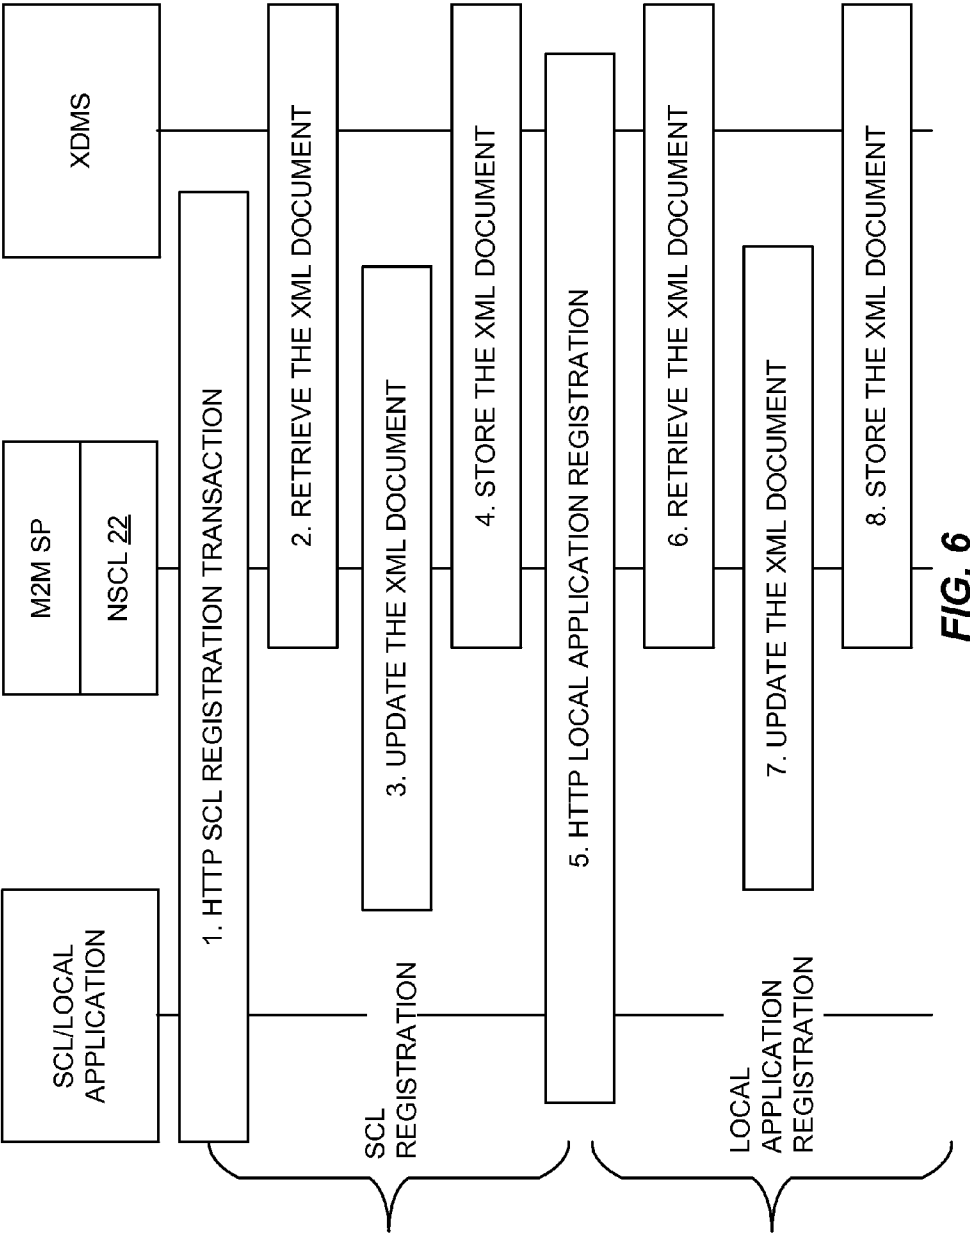 SCL/LOCAL
APPLICATION
M2M SP
NSCL 22
XDMS
1. HTTP SCL REGISTRATION TRANSACTION
2. RETRIEVE THE XML DOCUMENT
SCL
REGISTRATION
3. UPDATE THE XML DOCUMENT
4. STORE THE XML DOCUMENT
5. HTTP LOCAL APPLICATION REGISTRATION
6. RETRIEVE THE XML DOCUMENT
LOCAL
APPLICATION
REGISTRATION
7. UPDATE THE XML DOCUMENT
8. STORE THE XML DOCUMENT
FIG. 6